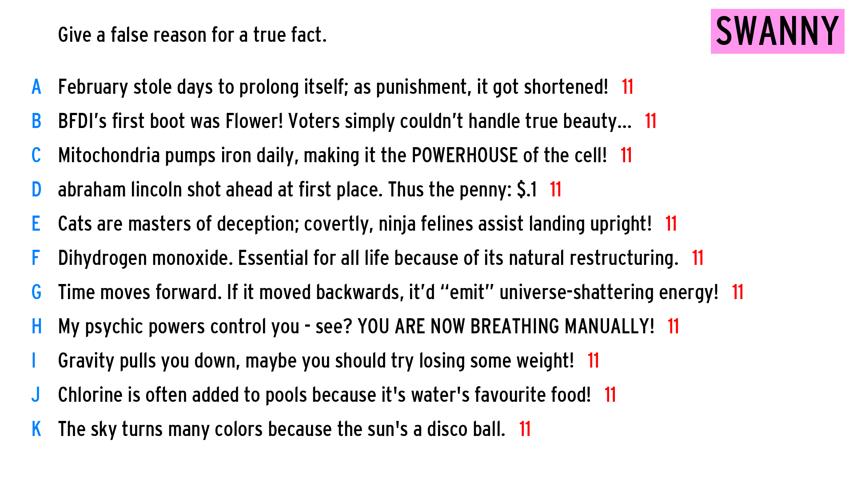 SWANNY
Give a false reason for a true fact.
A February stole days to prolong itself; as punishment, it got shortened! 11
B BFDI’s first boot was Flower! Voters simply couldn’t handle true beauty... 11
C Mitochondria pumps iron daily, making it the POWERHOUSE of the cell! 11
D abraham lincoln shot ahead at first place. Thus the penny: $.1 11
E Cats are masters of deception; covertly, ninja felines assist landing upright! 11
F Dihydrogen monoxide. Essential for all life because of its natural restructuring. 11
G Time moves forward. If it moved backwards, it’d “emit” universe-shattering energy! 11
H My psychic powers control you - see? YOU ARE NOW BREATHING MANUALLY! 11
I Gravity pulls you down, maybe you should try losing some weight! 11
J Chlorine is often added to pools because it's water's favourite food! 11
K The sky turns many colors because the sun's a disco ball. 11